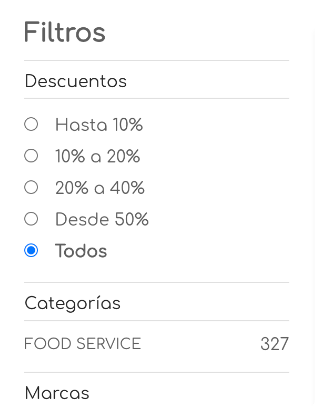 Filtros
Descuentos
Hasta 10%
10% a 20%
20% a 40%
Desde 50%
Todos
Categorías
FOOD SERVICE 327
Marcas